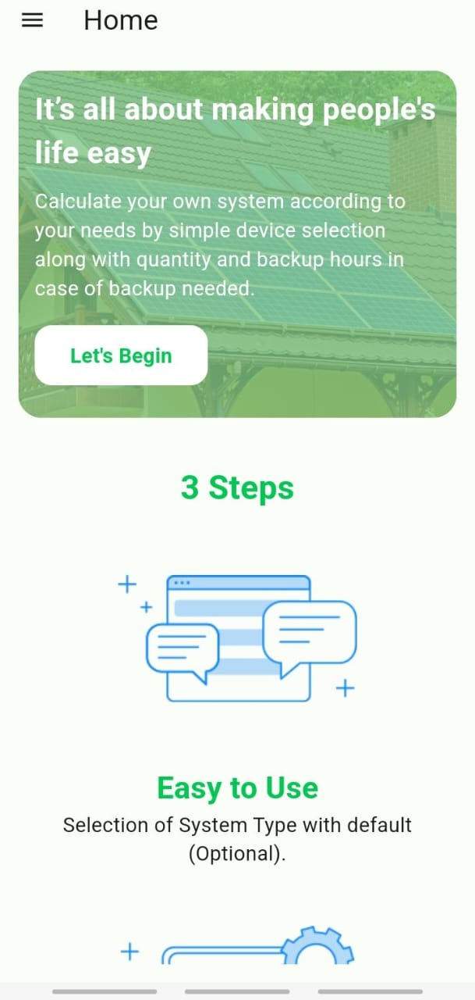 Home
It’s all about making people's
life easy
Calculate your own system according to
your needs by simple device selection
along with quantity and backup hours in
case of backup needed.
Let's Begin
3 Steps
Easy to Use
Selection of System Type with default
(Optional).